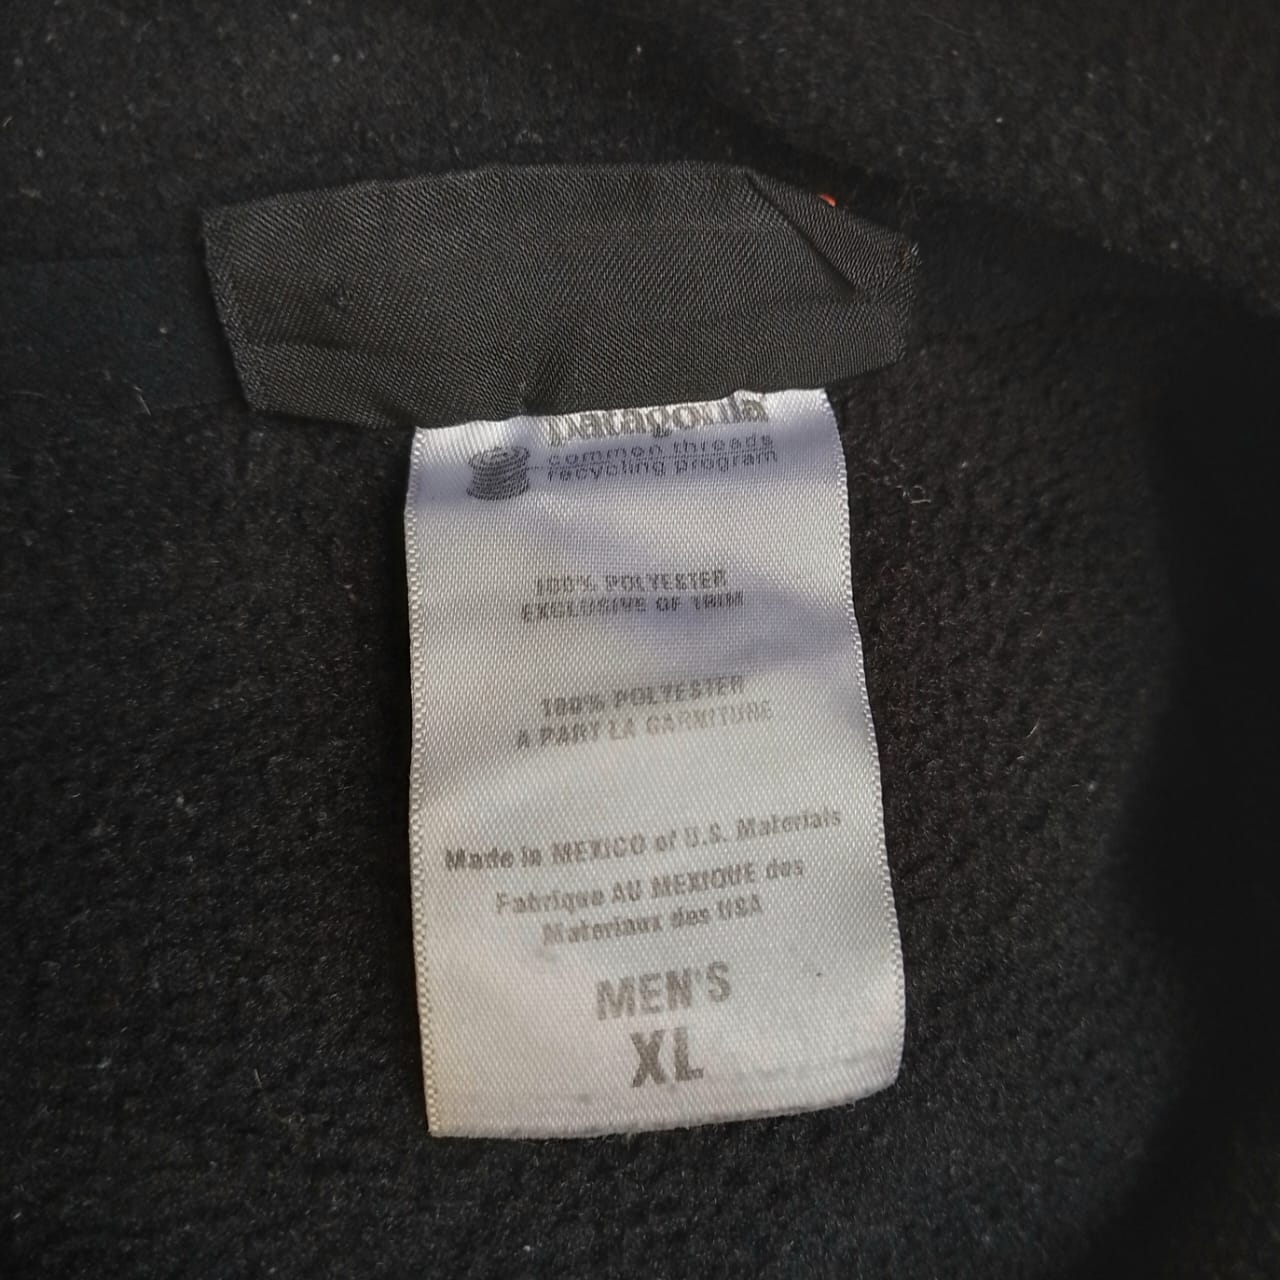 patagonia
common threads
recycling program
100% POLYESTER
EXCLUSIVE OF TRIM
100% POLYESTER
A PART LA GARNITURE
Made in MEXICO of U.S. Materials
Fabrique AU MEXIQUE des
Materiaux des USA
MEN'S
XL